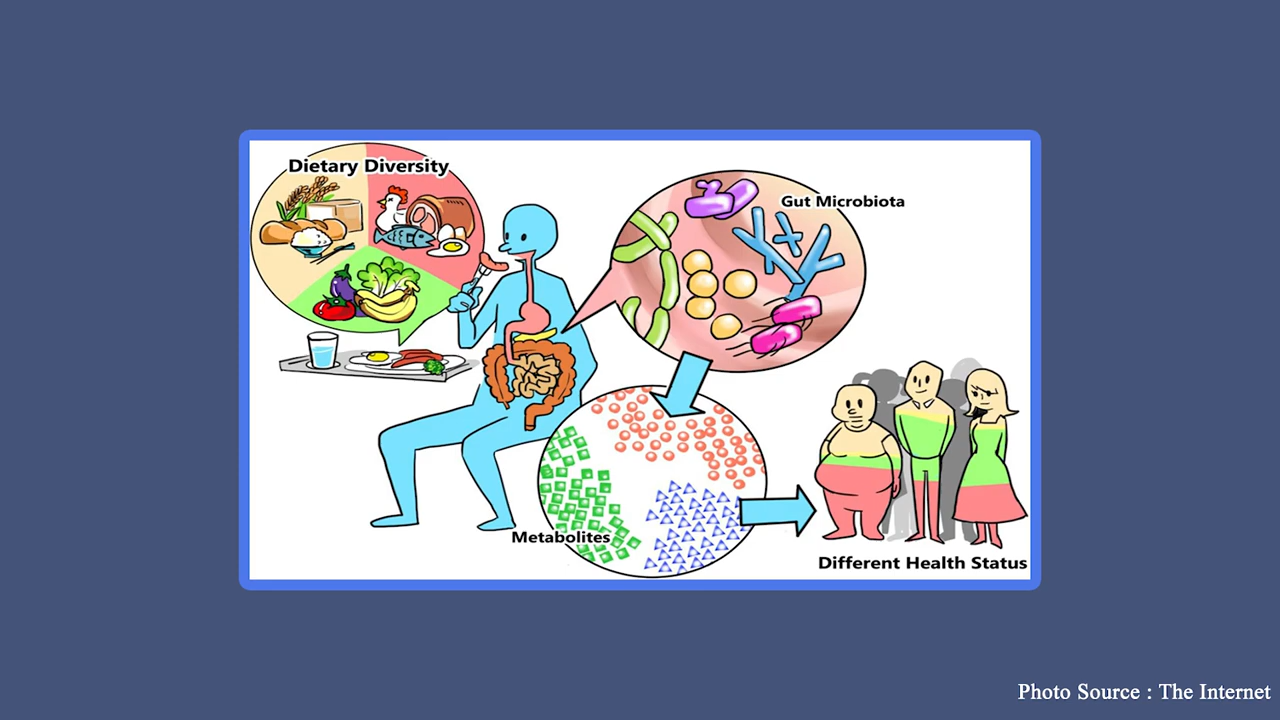 Dietary Diversity
Gut Microbiota
Metabolites
Different Health Status
Photo Source : The Internet